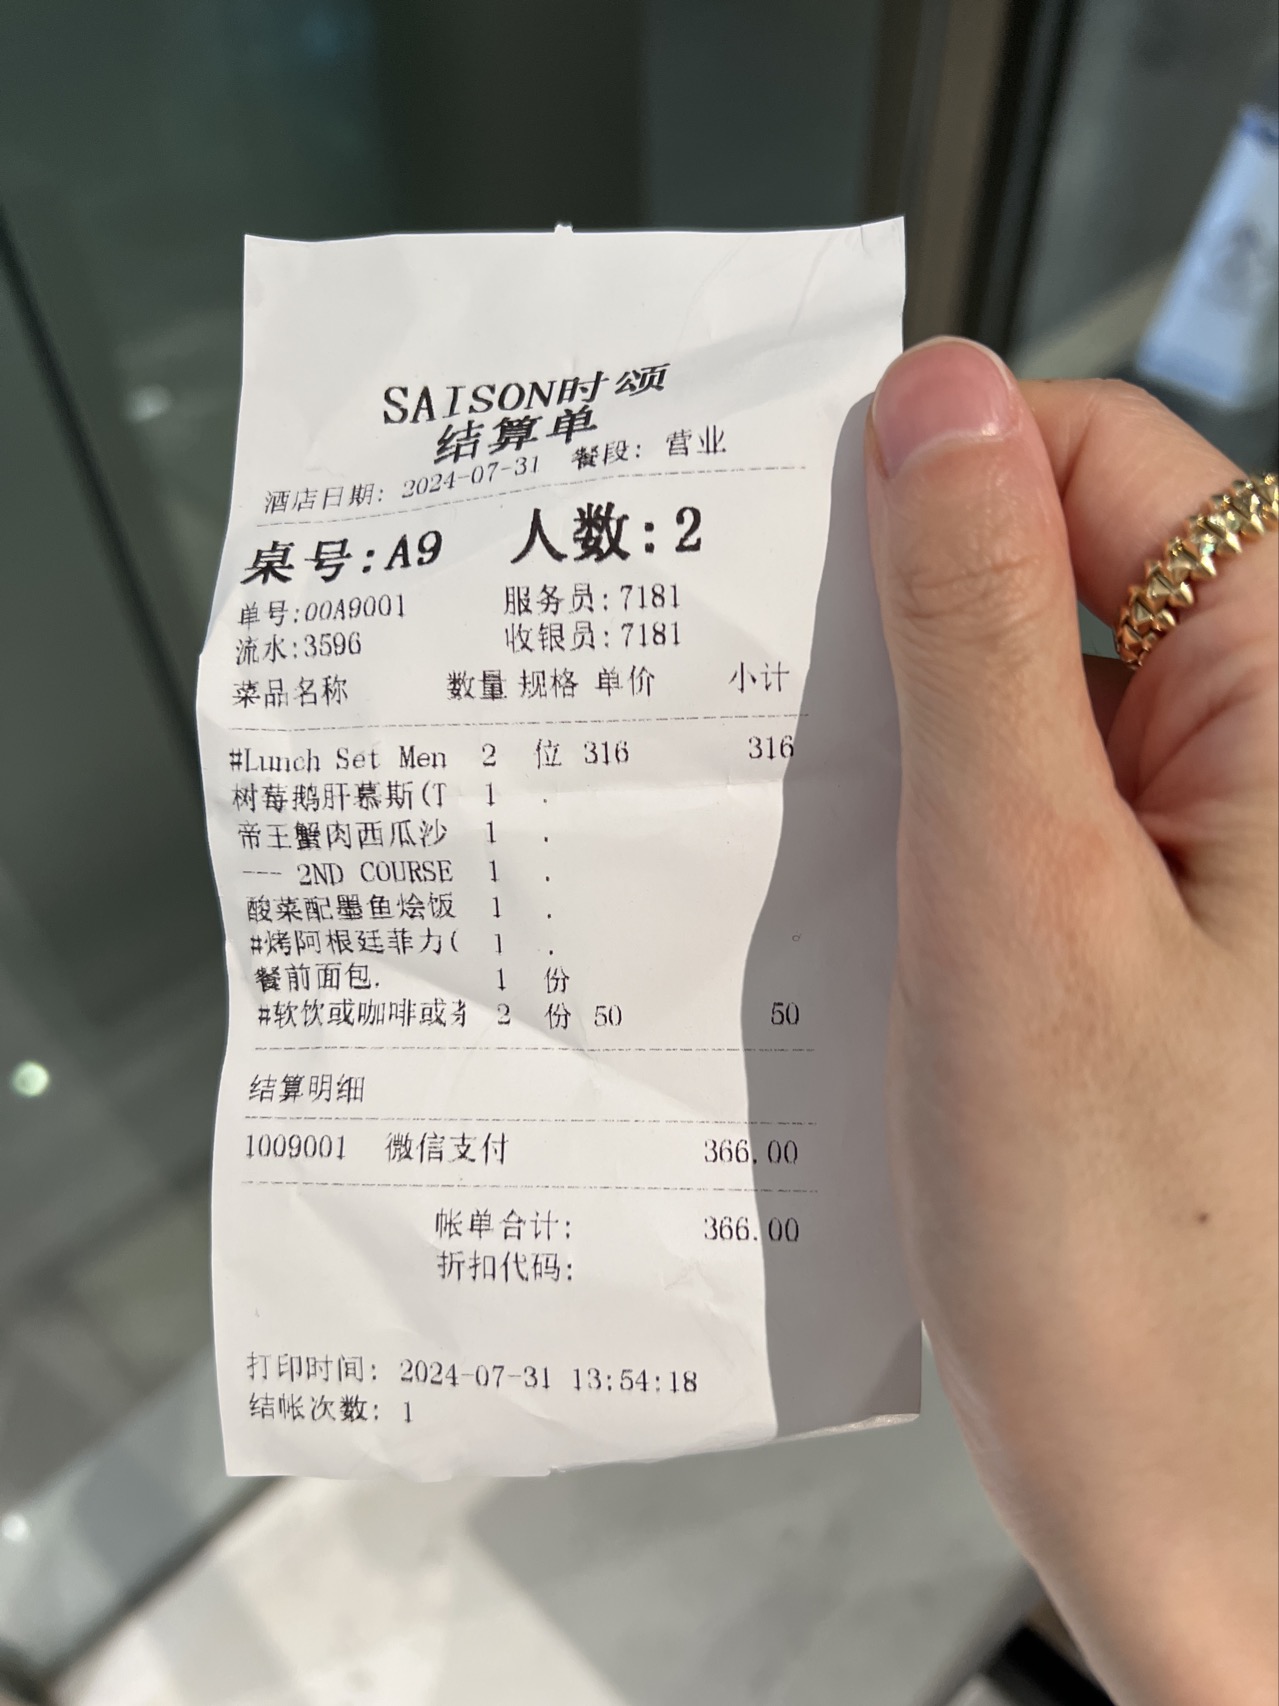 SAISON时颂
结算单
酒店日期: 2024-07-31 餐段: 营业
桌号:A9 人数:2
单号:00A9001 服务员:7181
流水:3596 收银员:7181
菜品名称 数量 规格 单价 小计
#Lunch Set Men 2 位 316 316
树莓鹅肝慕斯(T 1 .
帝王蟹肉西瓜沙 1 .
--- 2ND COURSE 1 .
酸菜配墨鱼烩饭 1 .
#烤阿根廷菲力( 1 .
餐前面包. 1 份
#软饮或咖啡或 2 份 50 50
结算明细
1009001 微信支付 366.00
帐单合计: 366.00
折扣代码:
打印时间: 2024-07-31 13:54:18
结帐次数: 1